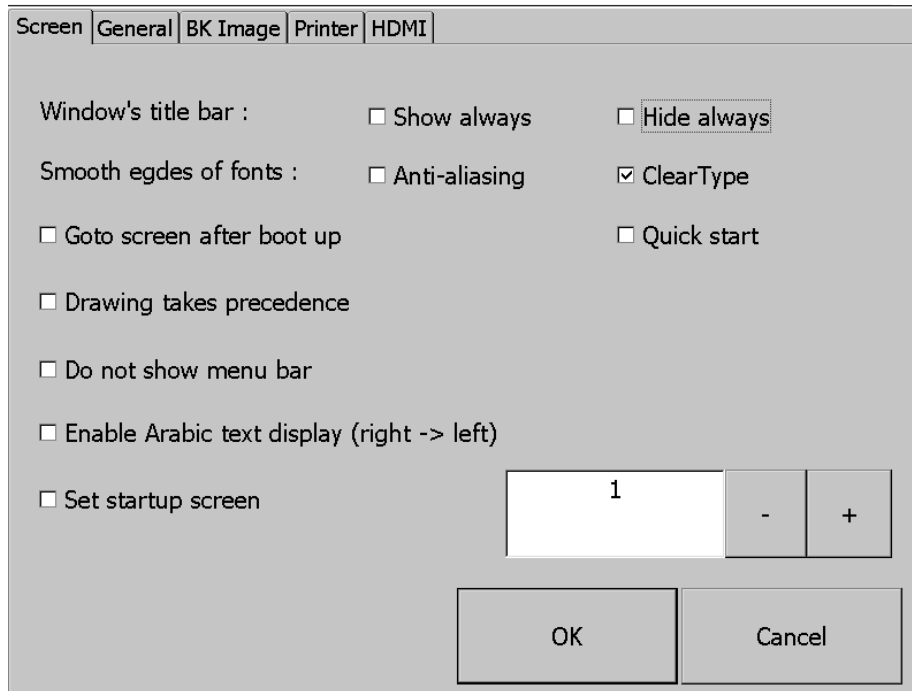 Screen General BK Image Printer HDMI
Window's title bar : Show always Hide always
Smooth egdes of fonts : Anti-aliasing ClearType
Goto screen after boot up Quick start
Drawing takes precedence
Do not show menu bar
Enable Arabic text display (right -> left)
Set startup screen 1 - +
OK Cancel